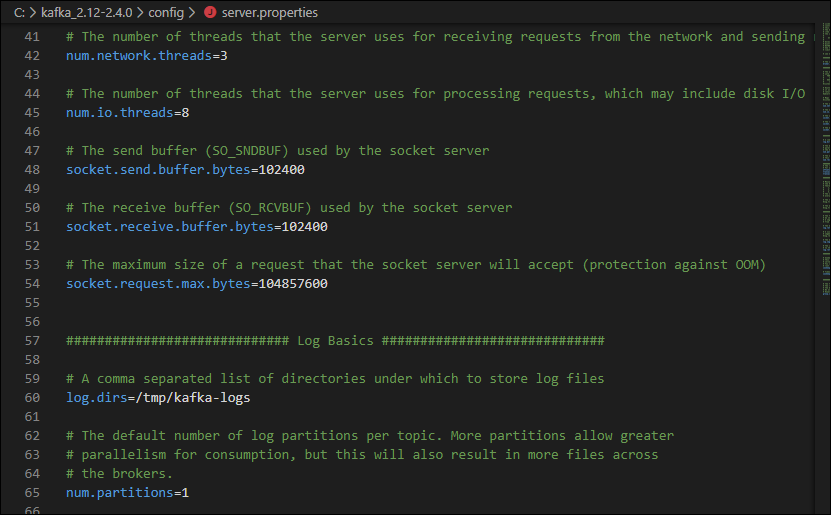 C: > kafka_2.12-2.4.0 > config > server.properties
41 # The number of threads that the server uses for receiving requests from the network and sending
42 num.network.threads=3
43
44 # The number of threads that the server uses for processing requests, which may include disk I/O
45 num.io.threads=8
46
47 # The send buffer (SO_SNDBUF) used by the socket server
48 socket.send.buffer.bytes=102400
49
50 # The receive buffer (SO_RCVBUF) used by the socket server
51 socket.receive.buffer.bytes=102400
52
53 # The maximum size of a request that the socket server will accept (protection against OOM)
54 socket.request.max.bytes=104857600
55
56
57 ############################# Log Basics #############################
58
59 # A comma separated list of directories under which to store log files
60 log.dirs=/tmp/kafka-logs
61
62 # The default number of log partitions per topic. More partitions allow greater
63 # parallelism for consumption, but this will also result in more files across
64 # the brokers.
65 num.partitions=1
66